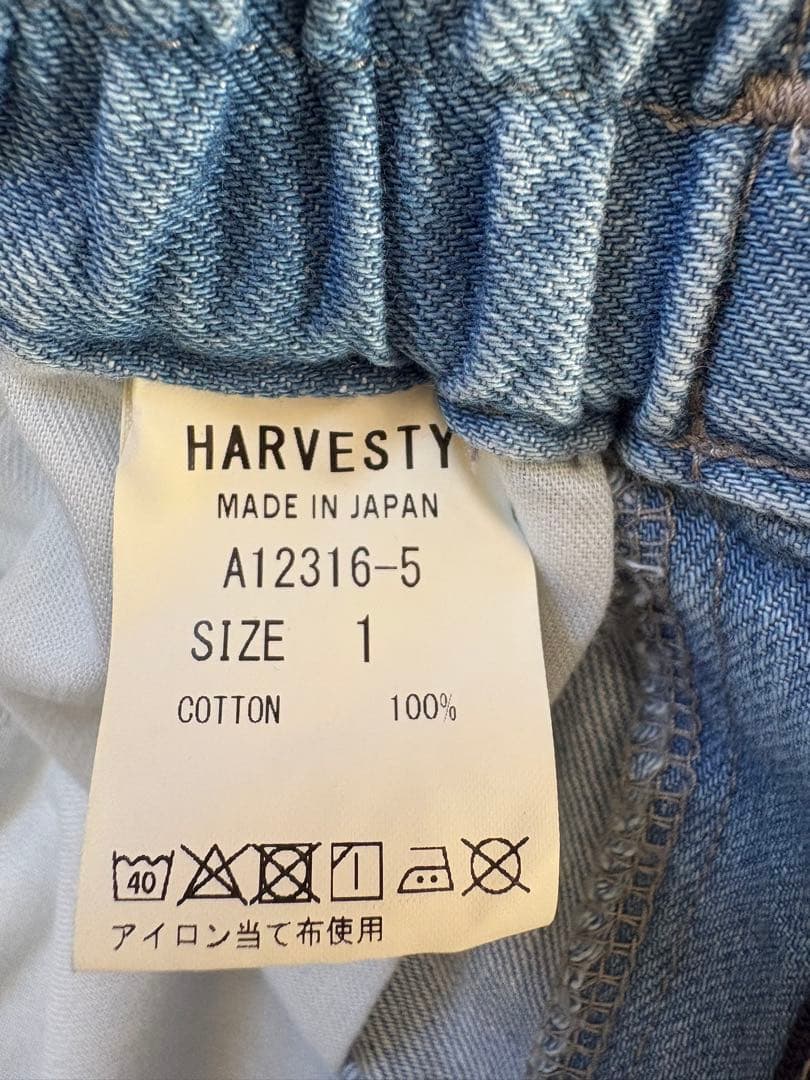 HARVESTY
MADE IN JAPAN
A12316-5
SIZE 1
COTTON 100%
40
アイロン当て布使用